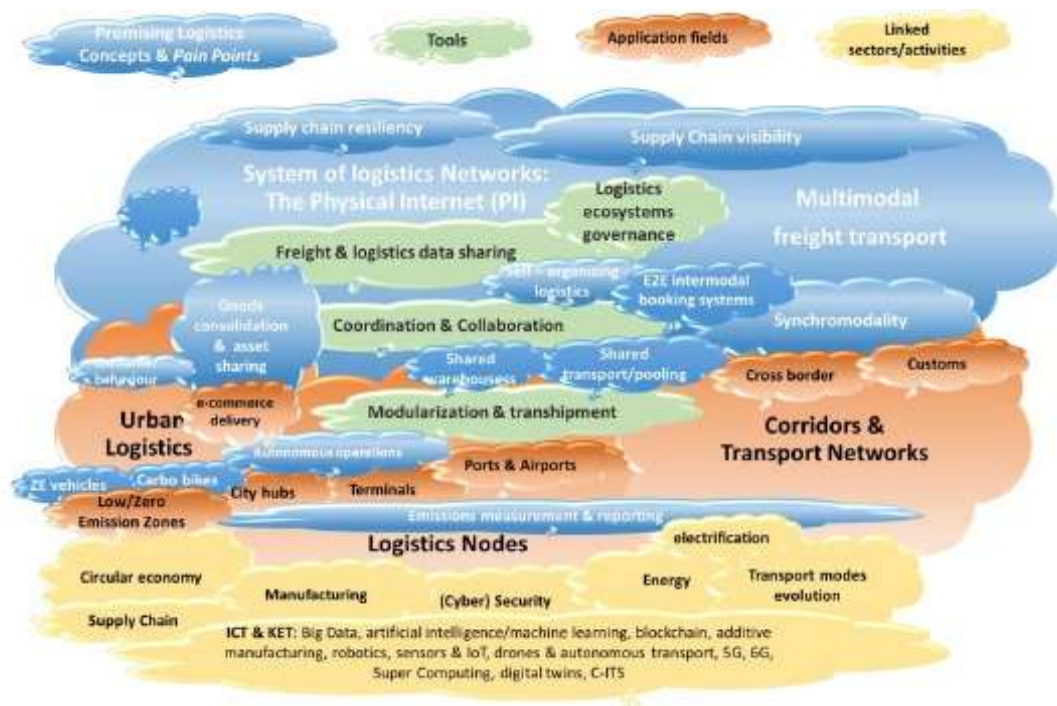 Promising Logistics
Concepts & Pain Points
Tools
Application fields
Linked
sectors/activities
Supply chain resiliency
Supply Chain visibility
System of logistics Networks:
The Physical Internet (PI)
Logistics
ecosystems
governance
Multimodal
freight transport
Freight & logistics data sharing
Self - organising
logistics
E2E intermodal
booking systems
Goods
consolidation
& asset
sharing
Coordination & Collaboration
Synchromodality
behaviour
Shared
warehousess
Shared
transport/pooling
Cross border
Customs
e-commerce
delivery
Modularization & transhipment
Urban
Logistics
Corridors &
Transport Networks
Autonomous operations
Ports & Airports
ZE vehicles
Carbo bikes
City hubs
Terminals
Low/Zero
Emission Zones
Emissions measurement & reporting
Logistics Nodes
electrification
Circular economy
Manufacturing
(Cyber) Security
Energy
Transport modes
evolution
Supply Chain
ICT & KET: Big Data, artificial intelligence/machine learning, blockchain, additive
manufacturing, robotics, sensors & IoT, drones & autonomous transport, 5G, 6G,
Super Computing, digital twins, C-ITS